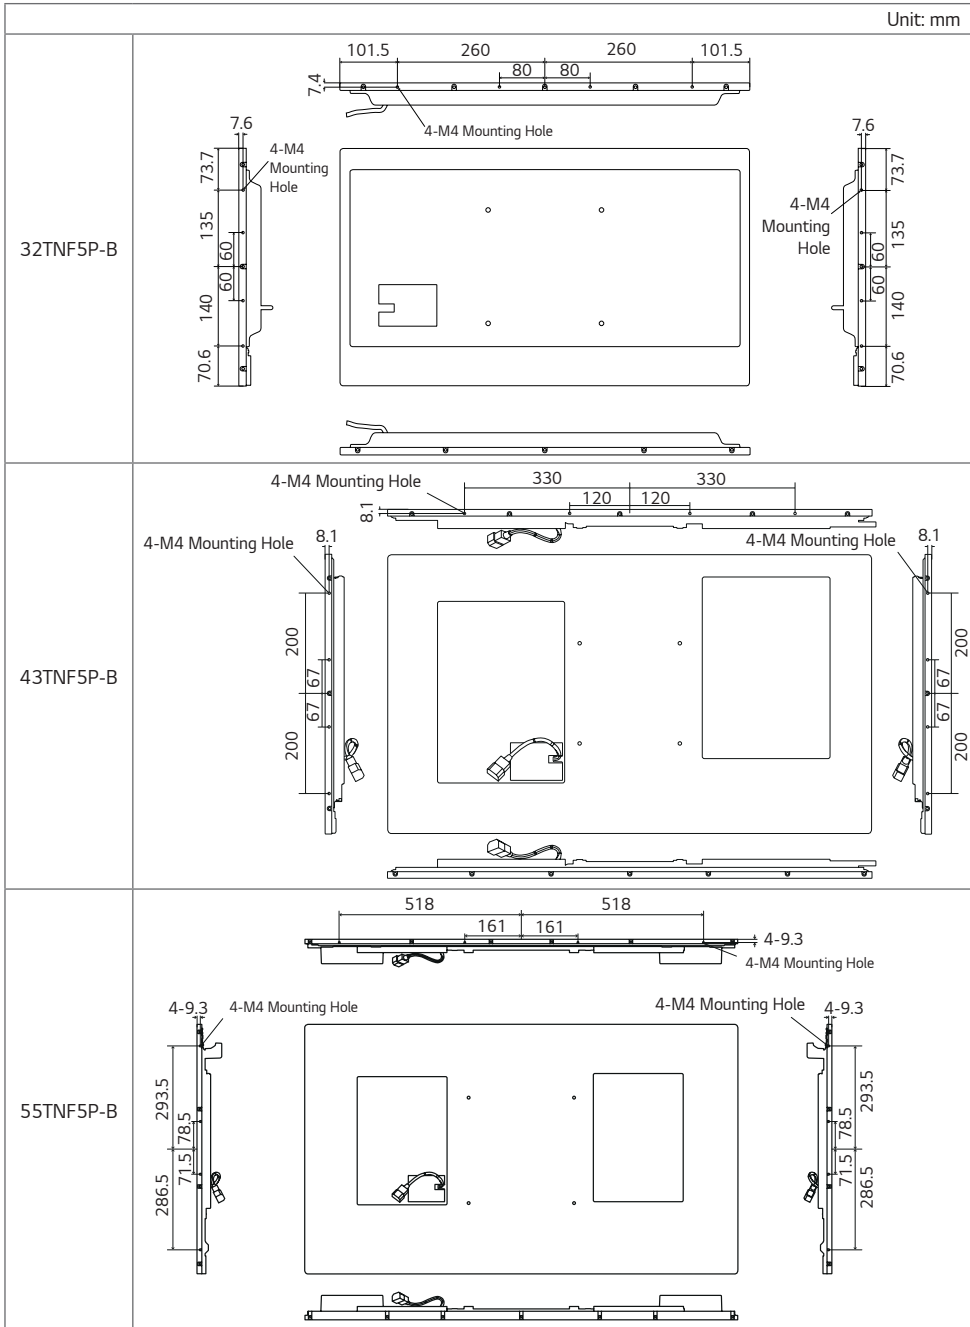 Unit: mm
32TNF5P-B
101.5 260 260 101.5
80 80
7.4
4-M4 Mounting Hole
7.6
4-M4
Mounting
Hole
73.7
135
60
60
140
70.6
7.6
4-M4
Mounting
Hole
73.7
135
60
60
140
70.6
43TNF5P-B
4-M4 Mounting Hole
330 330
120 120
8.1
4-M4 Mounting Hole
8.1
200
67
67
200
4-M4 Mounting Hole
8.1
200
67
67
200
55TNF5P-B
518 518
161 161
4-9.3
4-M4 Mounting Hole
4-9.3
4-M4 Mounting Hole
293.5
78.5
71.5
286.5
4-M4 Mounting Hole
4-9.3
293.5
78.5
71.5
286.5